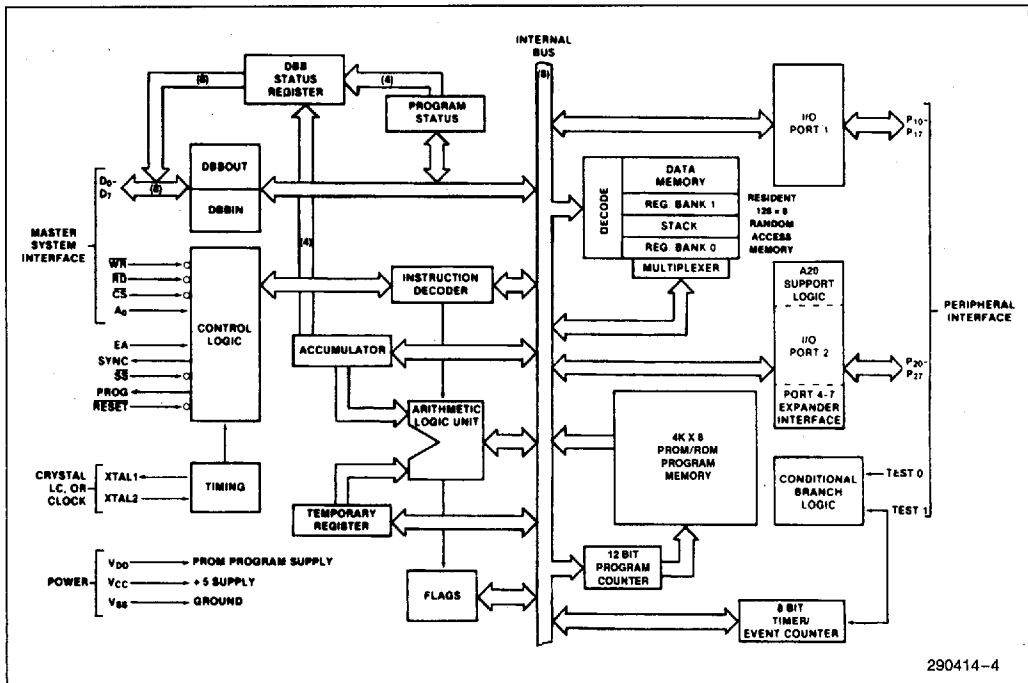 INTERNAL
BUS
(8)
DBB
STATUS
REGISTER
(8)
(4)
PROGRAM
STATUS
I/O
PORT 1
P10-
P17
DBBOUT
DBBIN
D0-
D7
(8)
DECODE
DATA
MEMORY
REG. BANK 1
STACK
REG. BANK 0
MULTIPLEXER
RESIDENT
128 × 8
RANDOM
ACCESS
MEMORY
MASTER
SYSTEM
INTERFACE
(4)
WR
RD
CS
A0
EA
SYNC
SS
PROG
RESET
CONTROL
LOGIC
INSTRUCTION
DECODER
A20
SUPPORT
LOGIC
I/O
PORT 2
PORT 4-7
EXPANDER
INTERFACE
P20-
P27
PERIPHERAL
INTERFACE
ACCUMULATOR
ARITHMETIC
LOGIC UNIT
4K X 8
PROM/ROM
PROGRAM
MEMORY
CONDITIONAL
BRANCH
LOGIC
TEST 0
TEST 1
CRYSTAL
LC, OR
CLOCK
XTAL1
XTAL2
TIMING
TEMPORARY
REGISTER
12 BIT
PROGRAM
COUNTER
POWER
VDD
PROM PROGRAM SUPPLY
VCC
+ 5 SUPPLY
VSS
GROUND
FLAGS
8 BIT
TIMER/
EVENT COUNTER
290414-4